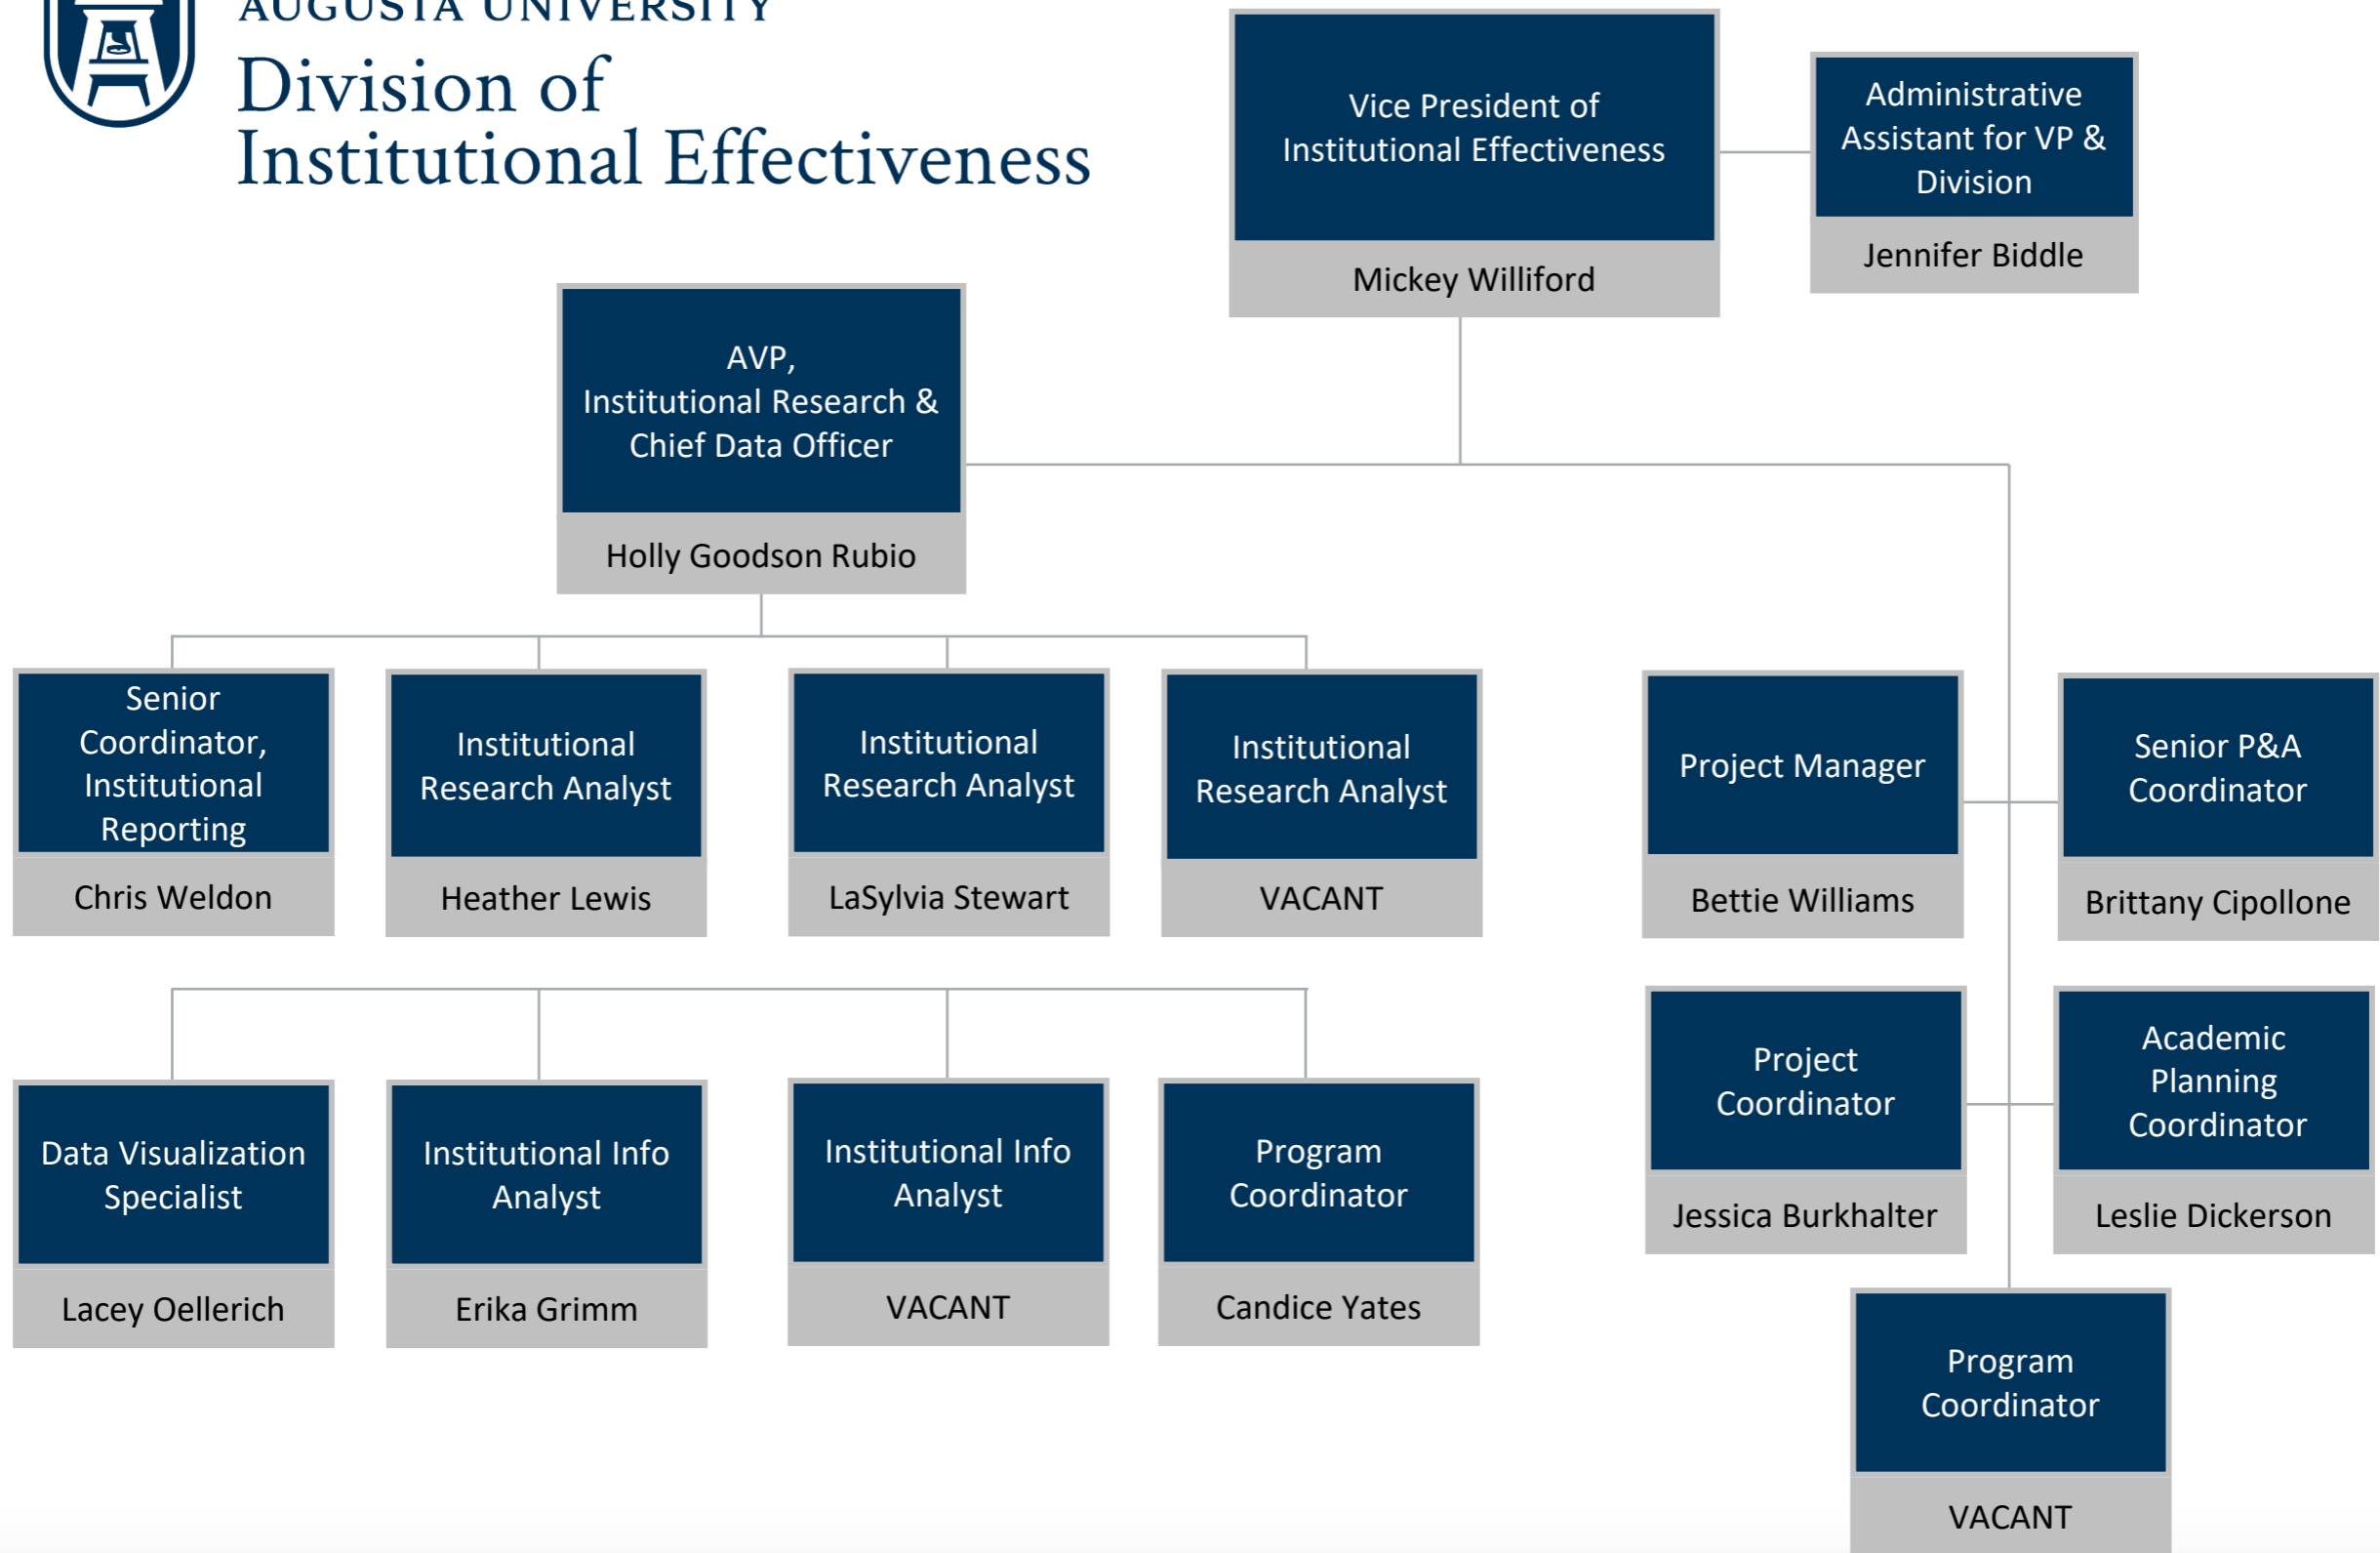 AUGUSTA UNIVERSITY
Division of
Institutional Effectiveness
Vice President of
Institutional Effectiveness
Mickey Williford
Administrative
Assistant for VP &
Division
Jennifer Biddle
AVP,
Institutional Research &
Chief Data Officer
Holly Goodson Rubio
Senior
Coordinator,
Institutional
Reporting
Chris Weldon
Institutional
Research Analyst
Heather Lewis
Institutional
Research Analyst
LaSylvia Stewart
Institutional
Research Analyst
VACANT
Project Manager
Bettie Williams
Senior P&A
Coordinator
Brittany Cipollone
Data Visualization
Specialist
Lacey Oellerich
Institutional Info
Analyst
Erika Grimm
Institutional Info
Analyst
VACANT
Program
Coordinator
Candice Yates
Project
Coordinator
Jessica Burkhalter
Academic
Planning
Coordinator
Leslie Dickerson
Program
Coordinator
VACANT